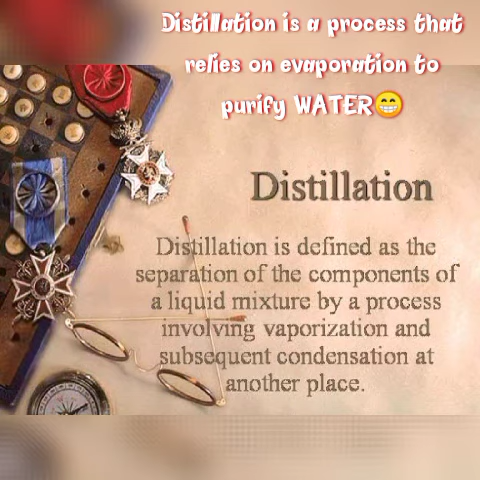 Distillation is a process that
relies on evaporation to
purify WATER😁
Distillation
Distillation is defined as the
separation of the components of
a liquid mixture by a process
involving vaporization and
subsequent condensation at
another place.